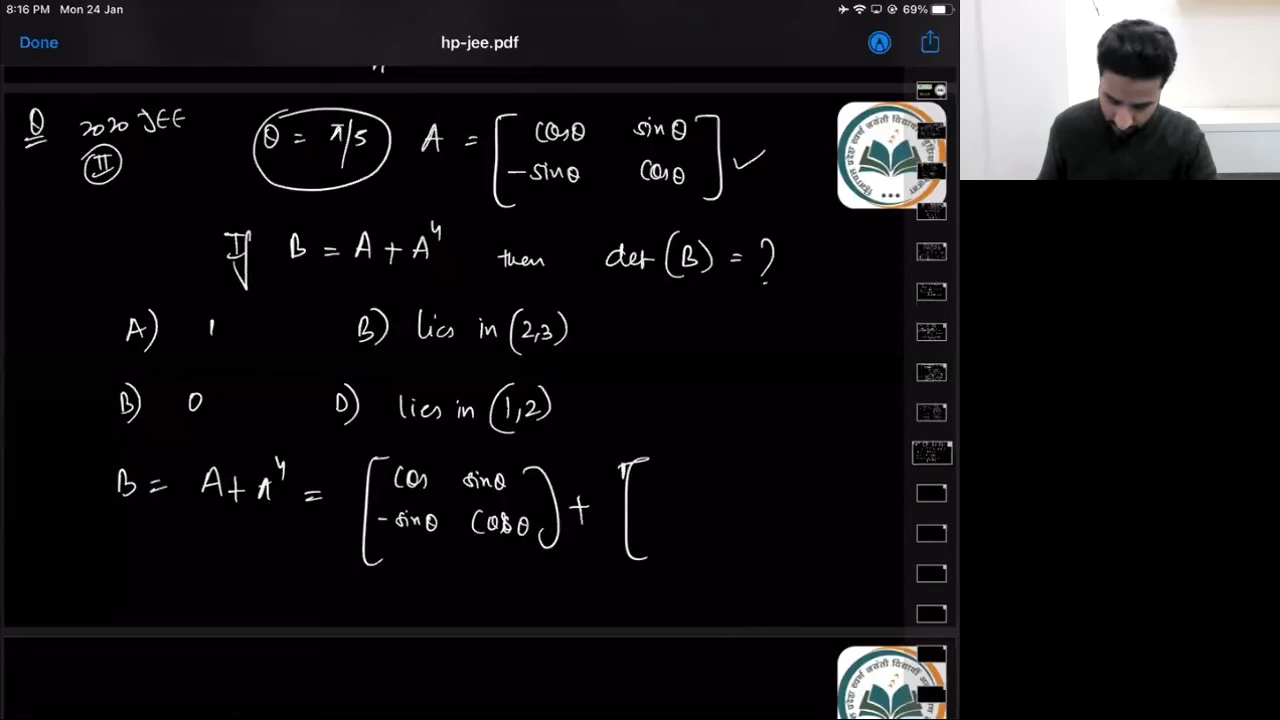 8:16 PM Mon 24 Jan 69%
Done hp-jee.pdf
Q 2020 JEE θ = π/5 A = [ cosθ sinθ
II -sinθ cosθ ] ✓
If B = A + A⁴ then det (B) = ?
A) 1 B) lies in (2,3)
B) 0 D) lies in (1,2)
B = A + A⁴ = [ cos sinθ
-sinθ cosθ ] + [